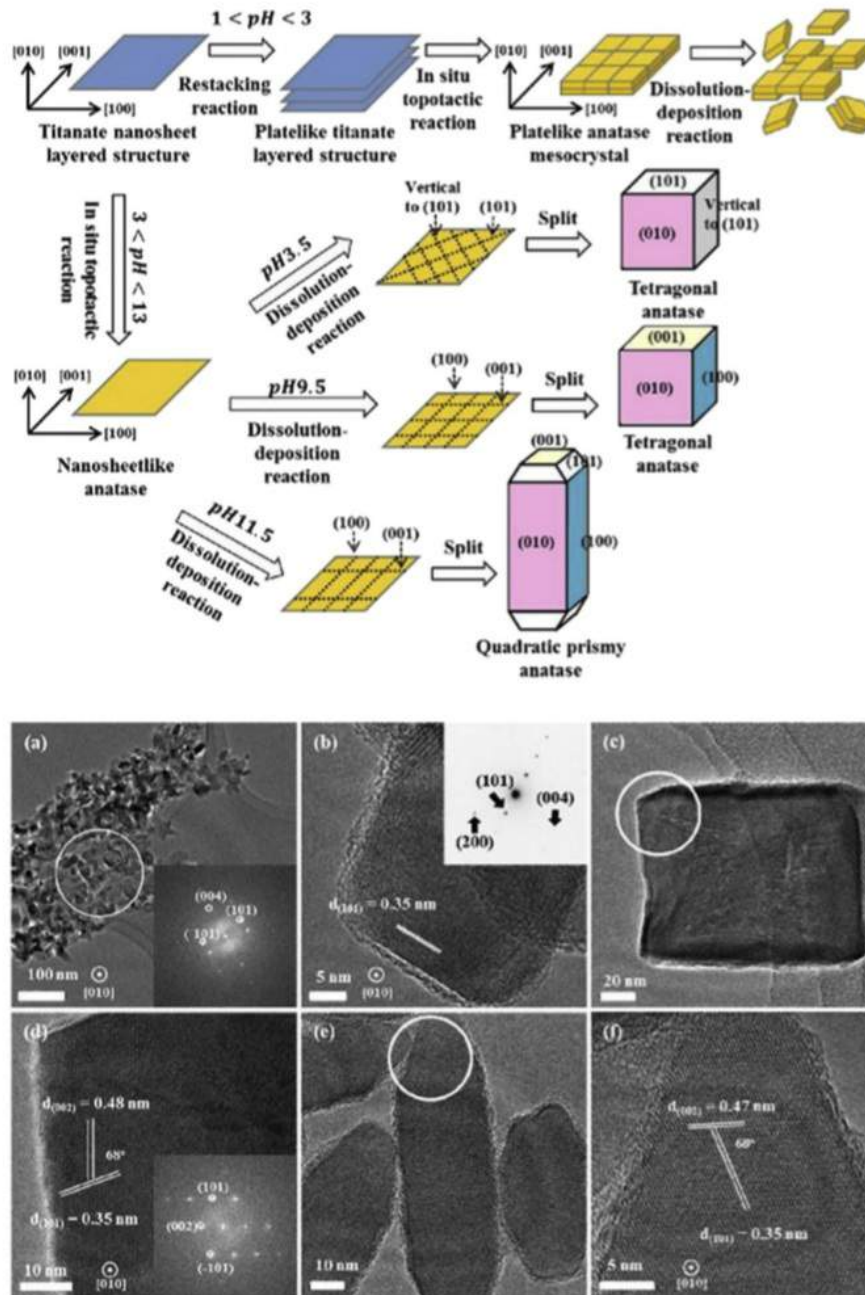 1 < pH < 3
[010]
[001]
[100]
Titanate nanosheet
layered structure
Restacking
reaction
Platelike titanate
layered structure
In situ
topotactic
reaction
[010]
[001]
[100]
Platelike anatase
mesocrystal
Dissolution-
deposition
reaction
3 < pH < 13
In situ topotactic
reaction
pH3.5
Dissolution-
deposition
reaction
Vertical
to (101)
(101)
Split
(101)
(010)
Vertical
to (101)
Tetragonal
anatase
[010]
[001]
[100]
Nanosheetlike
anatase
pH9.5
Dissolution-
deposition
reaction
(100)
(001)
Split
(001)
(010)
(100)
Tetragonal
anatase
pH11.5
Dissolution-
deposition
reaction
(100)
(001)
Split
(001)
(101)
(010)
(100)
Quadratic prismy
anatase
(a)
(004)
(101)
(¯101)
100 nm
[010]
(b)
(101)
(004)
(200)
d(101) = 0.35 nm
5 nm
[010]
(c)
20 nm
(d)
d(002) = 0.48 nm
68°
d(101) = 0.35 nm
(101)
(002)
(-101)
10 nm
[010]
(e)
10 nm
(f)
d(002) = 0.47 nm
68°
d(101) = 0.35 nm
5 nm
[010]